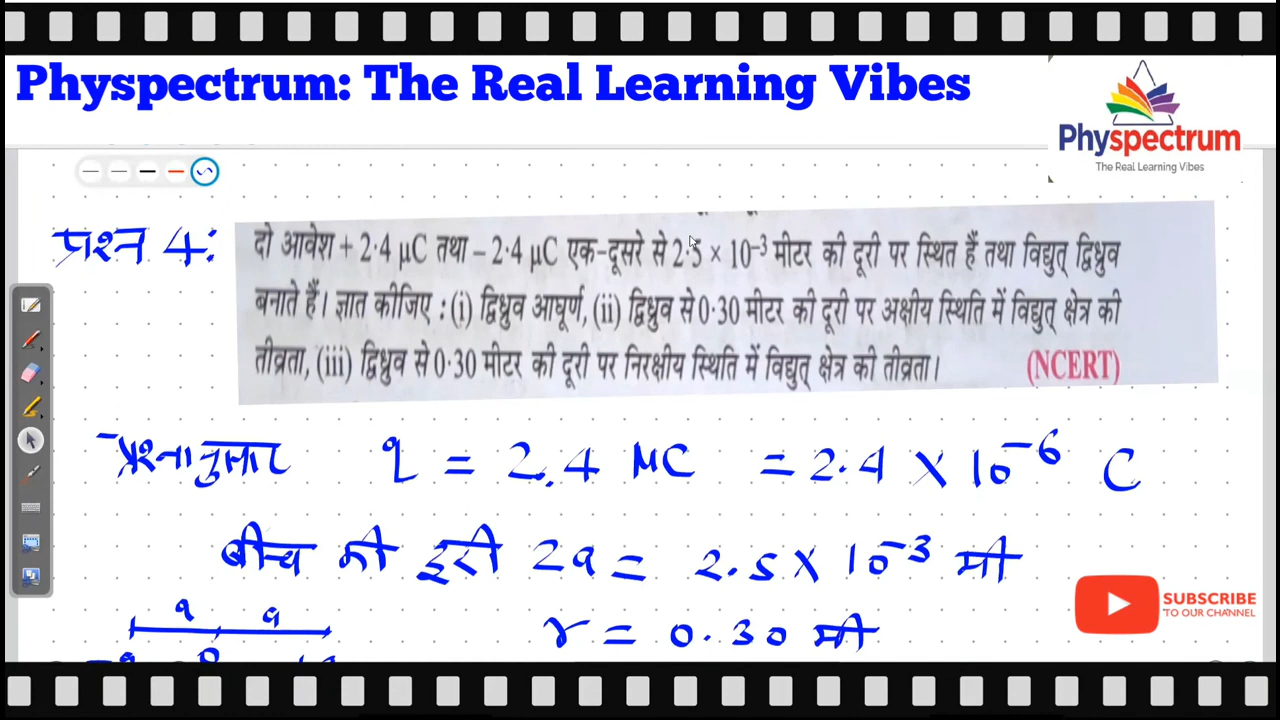 Physpectrum: The Real Learning Vibes
Physpectrum
The Real Learning Vibes
प्रश्न 4:
दो आवेश + 2·4 μC तथा – 2·4 μC एक-दूसरे से 2·5 × 10⁻³ मीटर की दूरी पर स्थित हैं तथा विद्युत् द्विध्रुव
बनाते हैं। ज्ञात कीजिए : (i) द्विध्रुव आघूर्ण, (ii) द्विध्रुव से 0·30 मीटर की दूरी पर अक्षीय स्थिति में विद्युत् क्षेत्र की
तीव्रता, (iii) द्विध्रुव से 0·30 मीटर की दूरी पर निरक्षीय स्थिति में विद्युत् क्षेत्र की तीव्रता।
(NCERT)
प्रश्नानुसार q = 2.4 μC = 2.4 × 10⁻⁶ C
बीच की दूरी 2a = 2.5 × 10⁻³ मी
a a
r = 0.30 मी
SUBSCRIBE
TO OUR CHANNEL